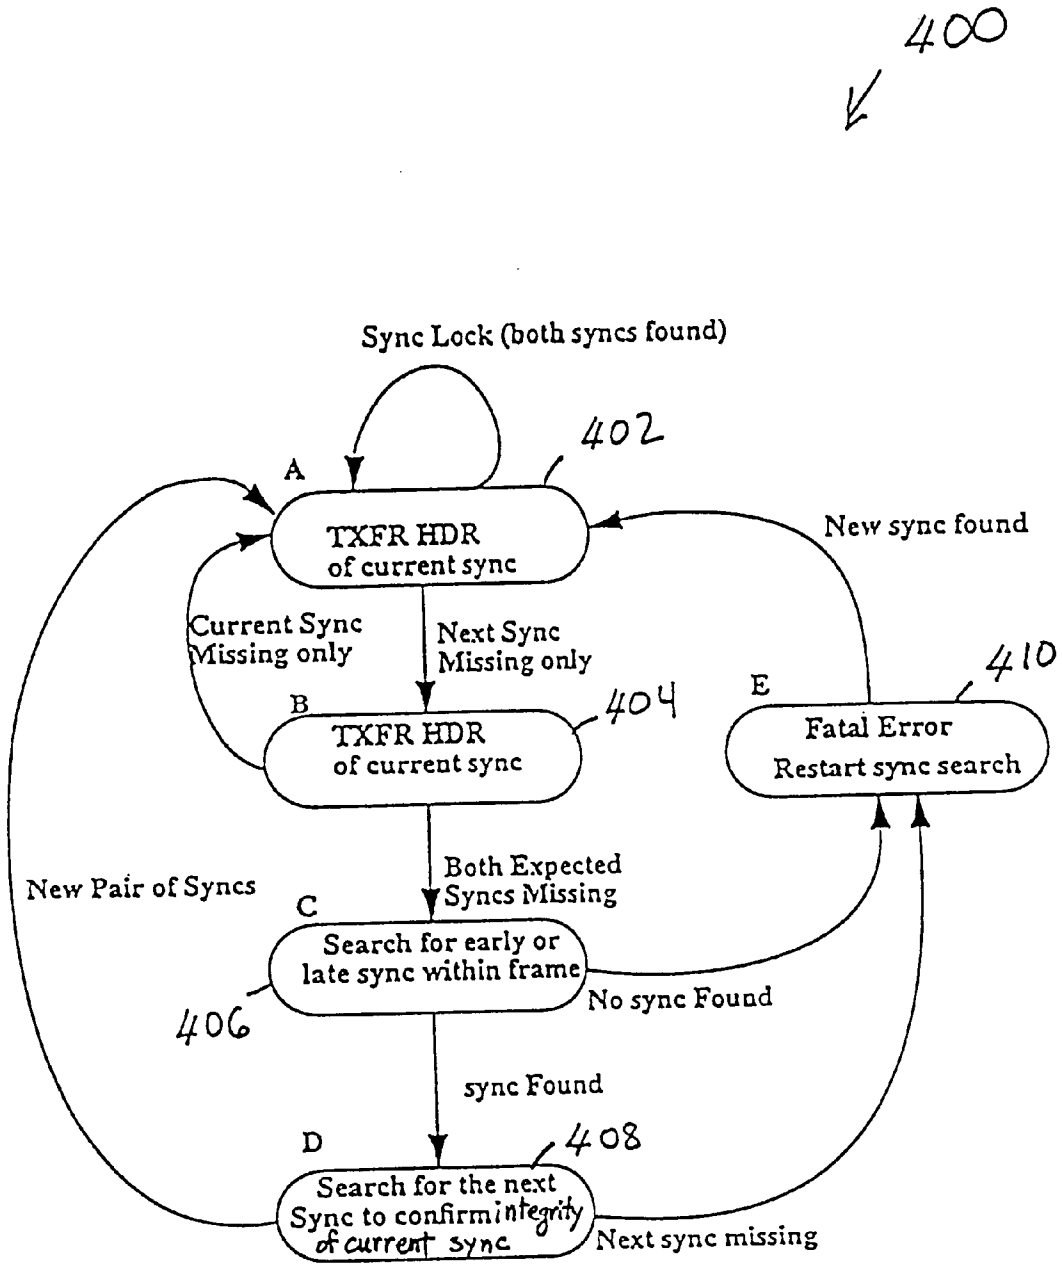 400
Sync Lock (both syncs found)
402
A
TXFR HDR
of current sync
New sync found
Current Sync
Missing only
Next Sync
Missing only
410
E
Fatal Error
Restart sync search
B
404
TXFR HDR
of current sync
Both Expected
Syncs Missing
New Pair of Syncs
C
Search for early or
late sync within frame
No sync Found
406
sync Found
D
408
Search for the next
Sync to confirm integrity
of current sync
Next sync missing